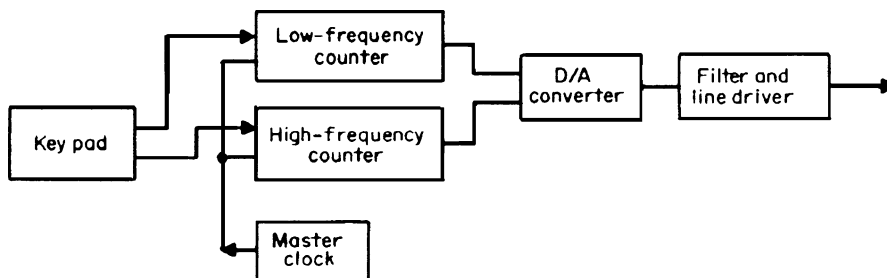 Low-frequency
counter
D/A
converter
Filter and
line driver
Key pad
High-frequency
counter
Master
clock